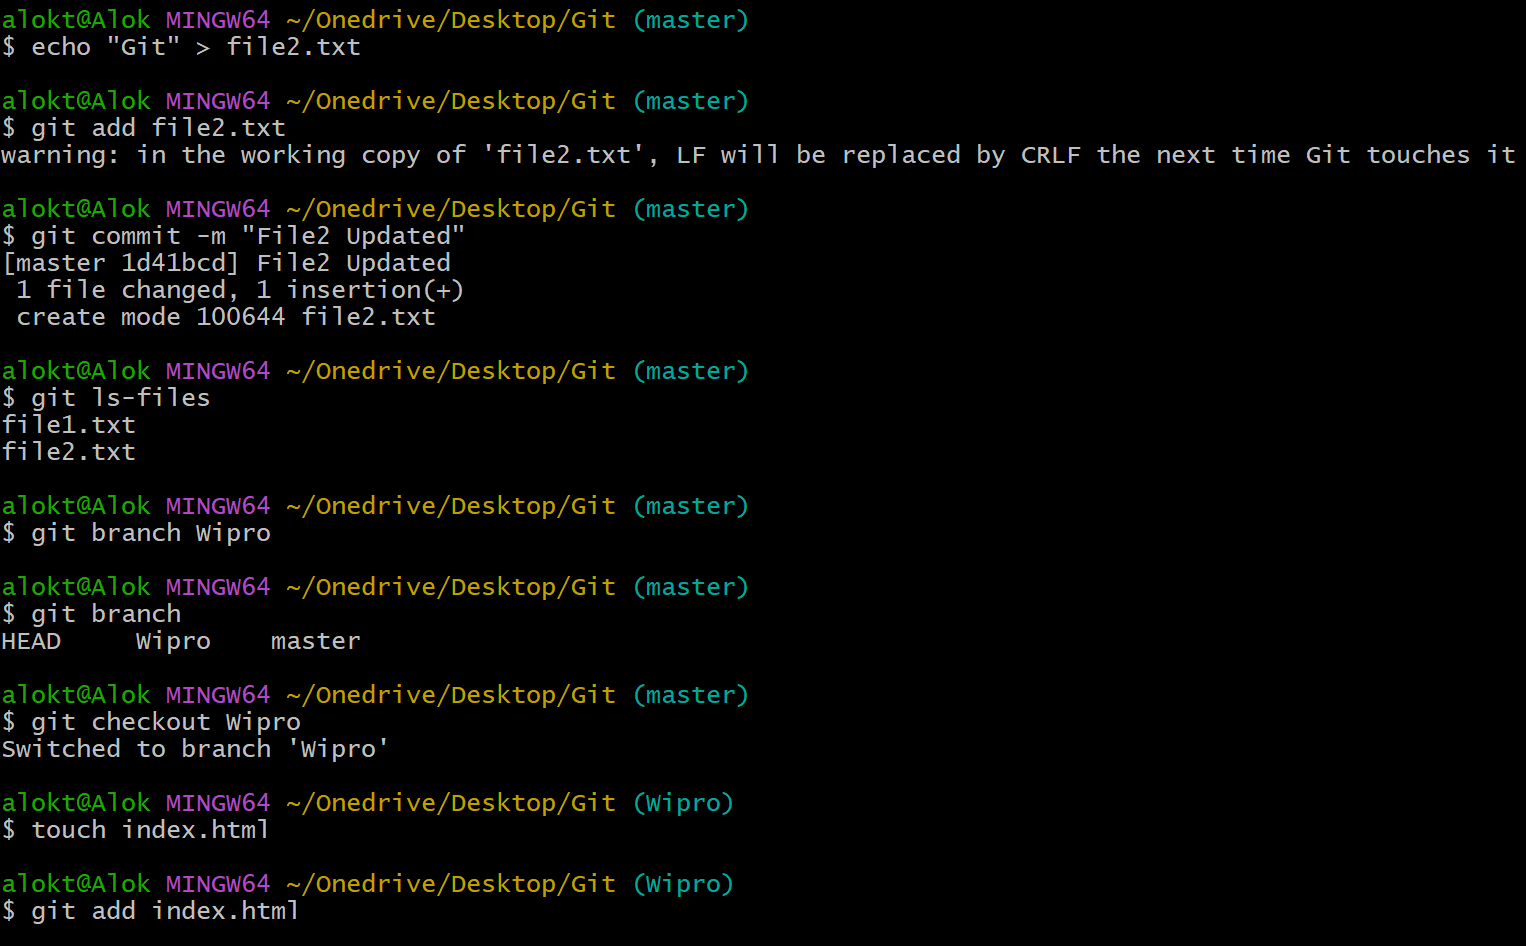 alokt@Alok MINGW64 ~/Onedrive/Desktop/Git (master)
$ echo "Git" > file2.txt
alokt@Alok MINGW64 ~/Onedrive/Desktop/Git (master)
$ git add file2.txt
warning: in the working copy of 'file2.txt', LF will be replaced by CRLF the next time Git touches it
alokt@Alok MINGW64 ~/Onedrive/Desktop/Git (master)
$ git commit -m "File2 Updated"
[master 1d41bcd] File2 Updated
 1 file changed, 1 insertion(+)
 create mode 100644 file2.txt
alokt@Alok MINGW64 ~/Onedrive/Desktop/Git (master)
$ git ls-files
file1.txt
file2.txt
alokt@Alok MINGW64 ~/Onedrive/Desktop/Git (master)
$ git branch Wipro
alokt@Alok MINGW64 ~/Onedrive/Desktop/Git (master)
$ git branch
HEAD     Wipro    master
alokt@Alok MINGW64 ~/Onedrive/Desktop/Git (master)
$ git checkout Wipro
Switched to branch 'Wipro'
alokt@Alok MINGW64 ~/Onedrive/Desktop/Git (Wipro)
$ touch index.html
alokt@Alok MINGW64 ~/Onedrive/Desktop/Git (Wipro)
$ git add index.html